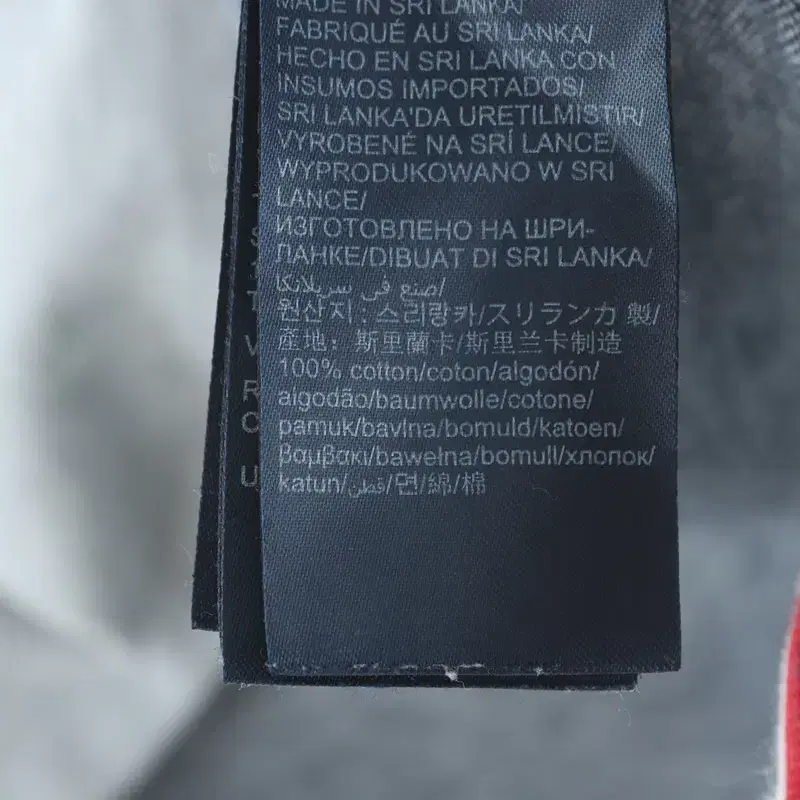 MADE IN SRI LANKA/
FABRIQUÉ AU SRI LANKA/
HECHO EN SRI LANKA CON
INSUMOS IMPORTADOS/
SRI LANKA'DA URETILMISTIR/
VYROBENÉ NA SRÍ LANCE/
WYPRODUKOWANO W SRI
LANCE/
ИЗГОТОВЛЕНО НА ШРИ-
ЛАНКЕ/DIBUAT DI SRI LANKA/
صنع في سريلانكا/
원산지 : 스리랑카/スリランカ 製/
產地：斯里蘭卡/斯里兰卡制造
100% cotton/coton/algodón/
algodão/baumwolle/cotone/
pamuk/bavlna/bomuld/katoen/
βαμβακι/bawełna/bomull/хлопок/
katun/قطن/면/綿/棉